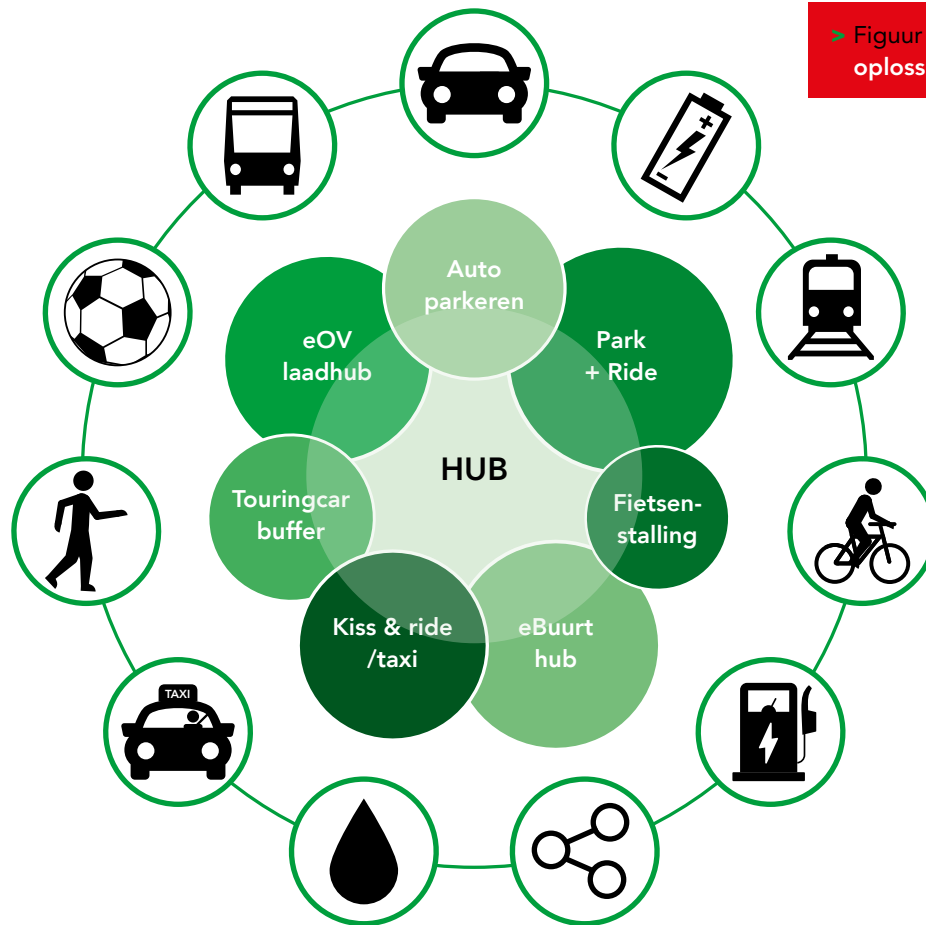 > Figuur
oploss
Auto
parkeren
eOV
laadhub
Park
+ Ride
HUB
Touringcar
buffer
Fietsen-
stalling
Kiss & ride
/taxi
eBuurt
hub
TAXI